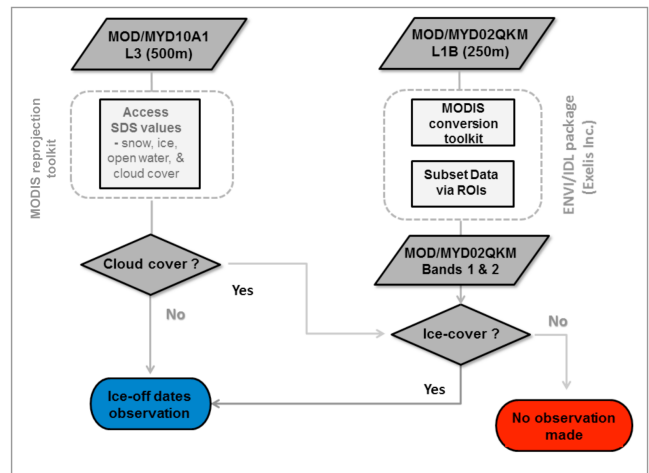 MOD/MYD10A1
L3 (500m)
MOD/MYD02QKM
L1B (250m)
MODIS reprojection
toolkit
Access
SDS values
- snow, ice,
open water, &
cloud cover
MODIS
conversion
toolkit
Subset Data
via ROIs
ENVI/IDL package
(Exelis Inc.)
MOD/MYD02QKM
Bands 1 & 2
Cloud cover ?
Yes
No
Ice-cover ?
No
Yes
Ice-off dates
observation
No observation
made